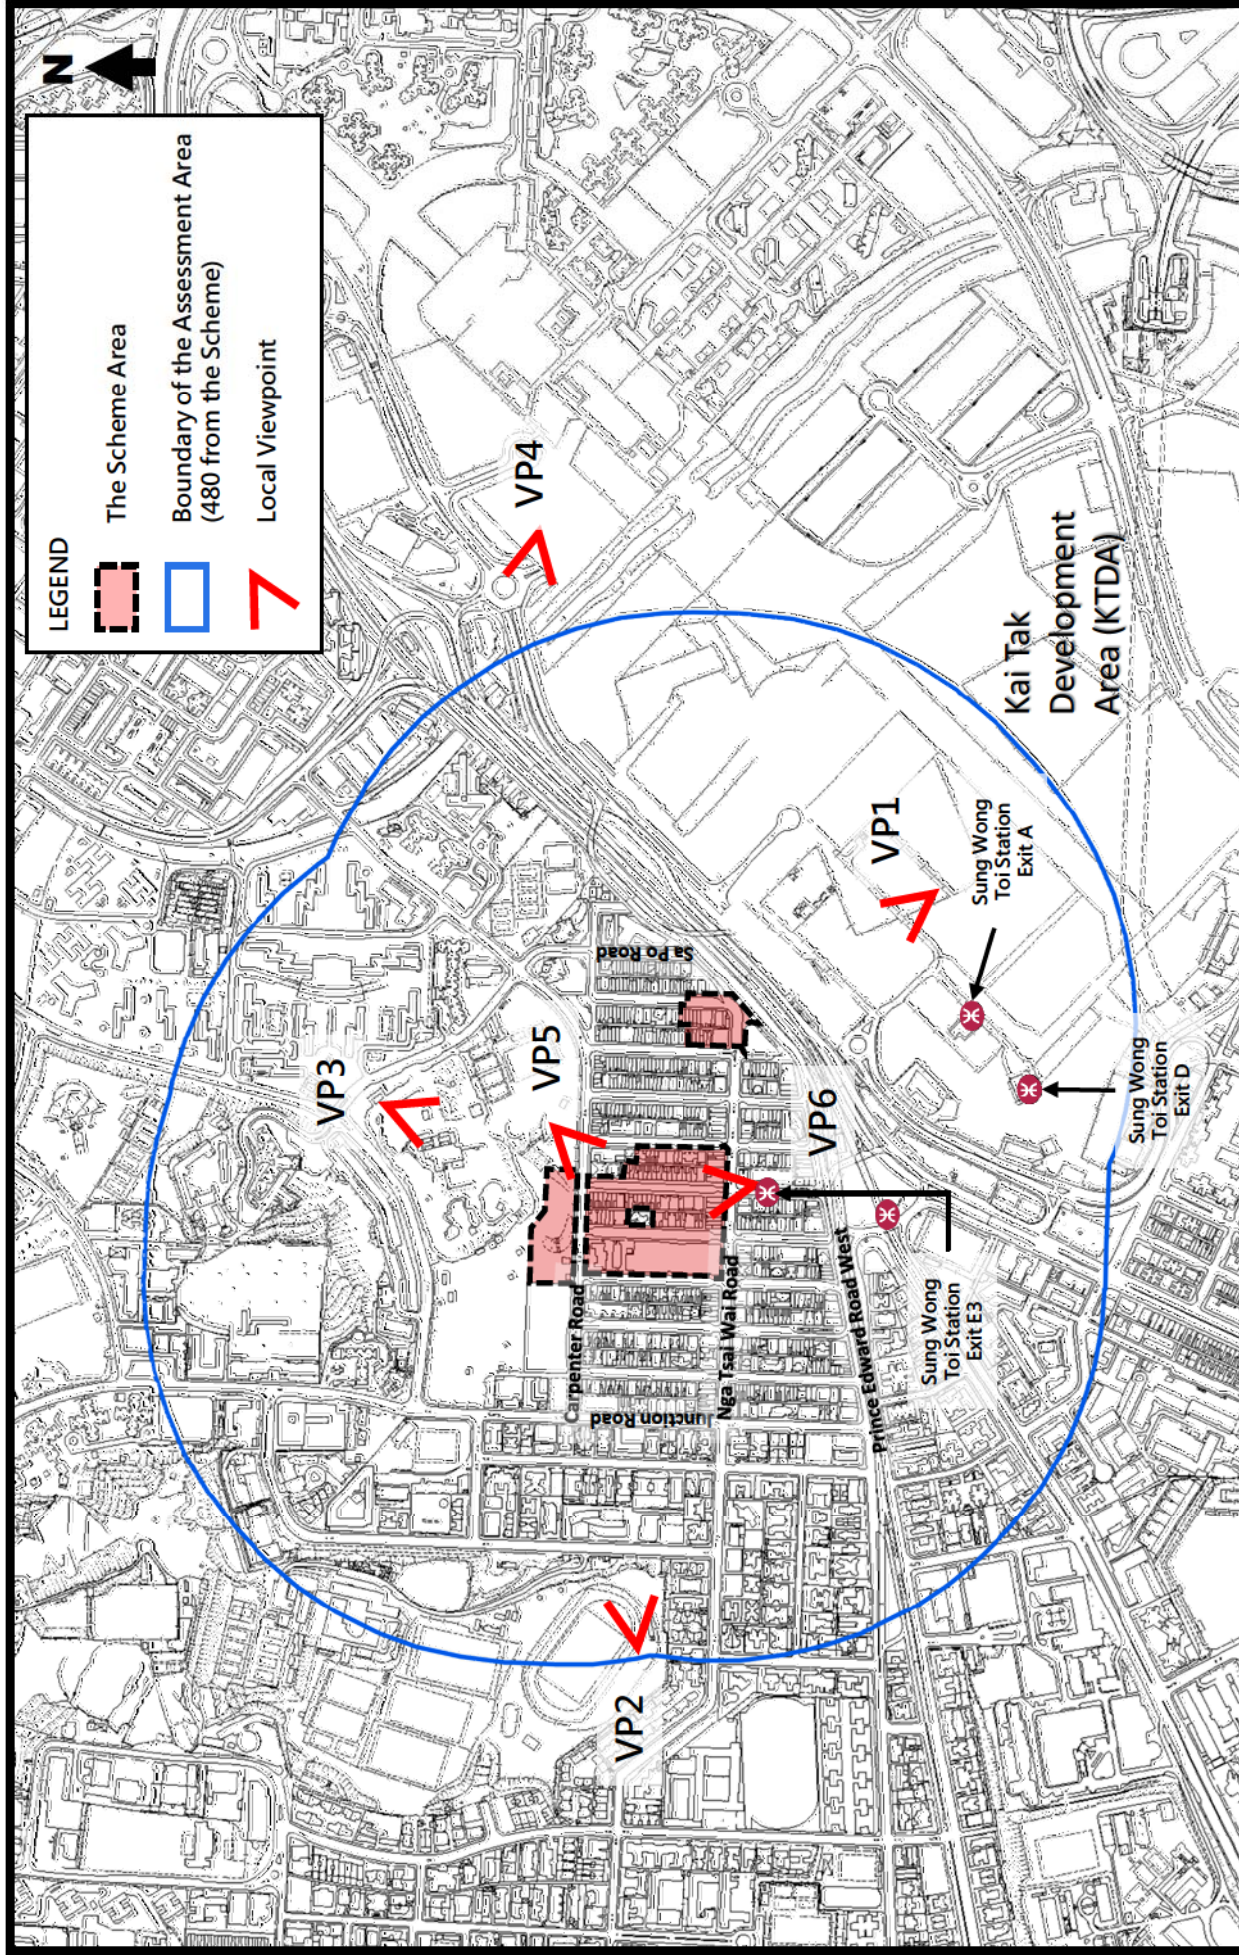 N
LEGEND
The Scheme Area
Boundary of the Assessment Area
(480 from the Scheme)
Local Viewpoint
VP4
VP3
VP5
VP1
VP6
VP2
Sa Po Road
Carpenter Road
Junction Road
Nga Tsai Wai Road
Prince Edward Road West
Kai Tak
Development
Area (KTDA)
Sung Wong
Toi Station
Exit A
Sung Wong
Toi Station
Exit D
Sung Wong
Toi Station
Exit E3